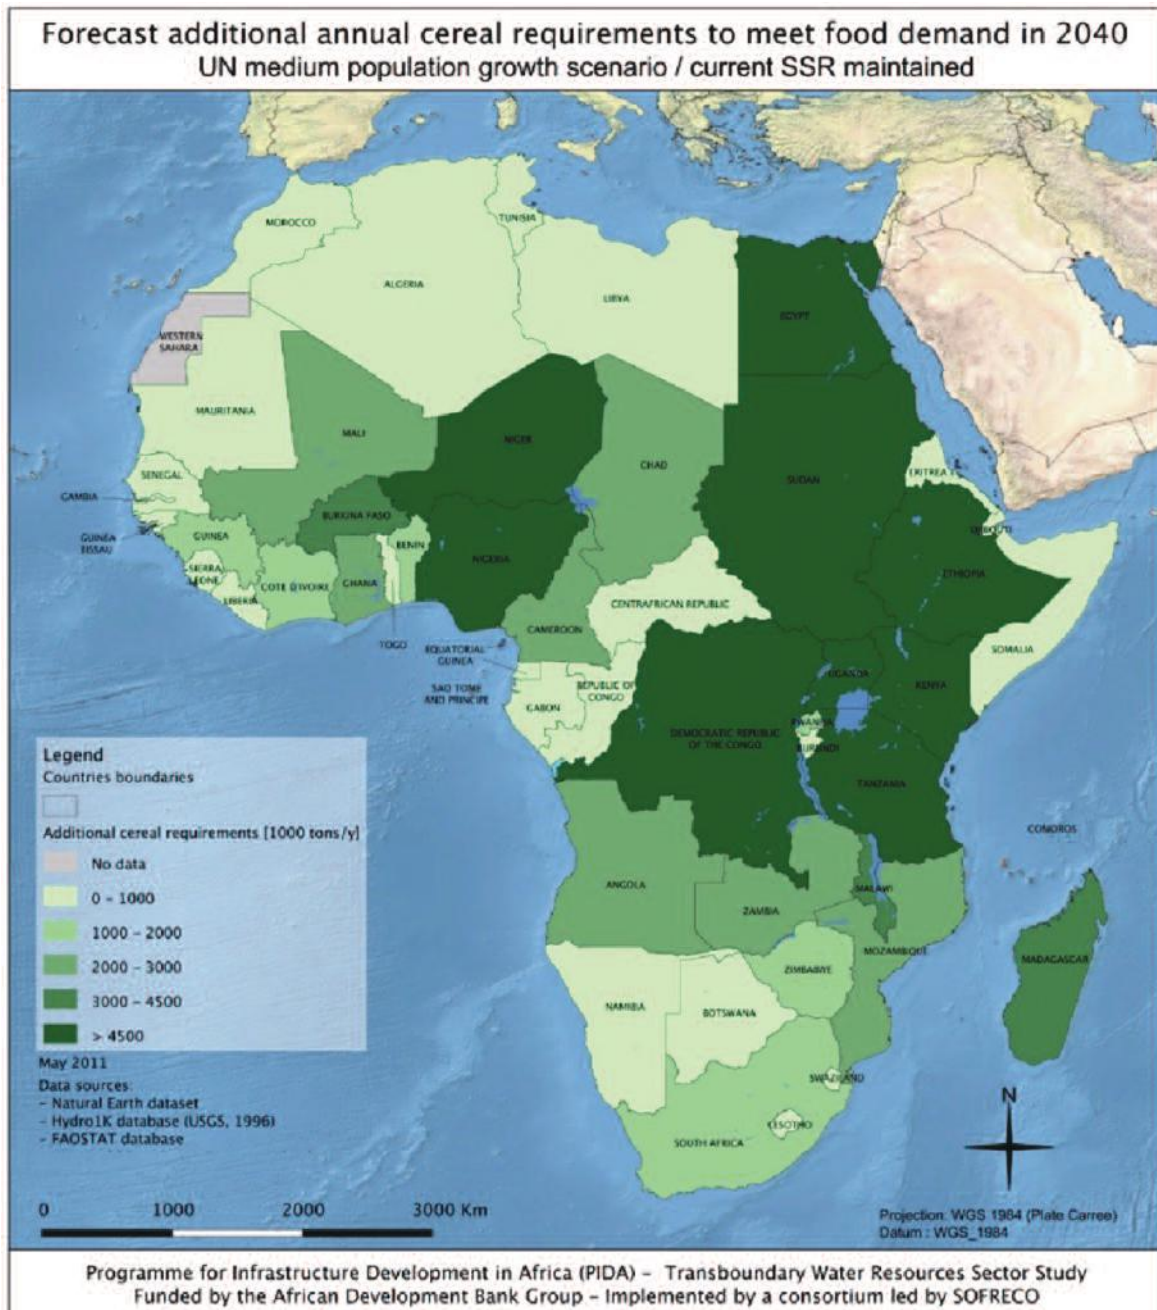 Forecast additional annual cereal requirements to meet food demand in 2040
UN medium population growth scenario / current SSR maintained
MOROCCO
TUNISIA
ALGERIA
LIBYA
EGYPT
WESTERN
SAHARA
MAURITANIA
MALI
NIGER
CHAD
SUDAN
ERITREA
SENEGAL
GAMBIA
BURKINA FASO
DJIBOUTI
GUINEA
BISSAU
GUINEA
BENIN
NIGERIA
ETHIOPIA
SIERRA
LEONE
COTE D'IVOIRE
GHANA
LIBERIA
CENTRAFRICAN REPUBLIC
TOGO
CAMEROON
EQUATORIAL
GUINEA
SOMALIA
UGANDA
KENYA
SAO TOME
AND PRINCIPE
GABON
REPUBLIC OF
CONGO
RWANDA
BURUNDI
DEMOCRATIC REPUBLIC
OF THE CONGO
TANZANIA
COMOROS
ANGOLA
ZAMBIA
MALAWI
MOZAMBIQUE
MADAGASCAR
ZIMBABWE
NAMIBIA
BOTSWANA
SWAZILAND
LESOTHO
SOUTH AFRICA
Legend
Countries boundaries
Additional cereal requirements [1000 tons/y]
No data
0 - 1000
1000 - 2000
2000 - 3000
3000 - 4500
> 4500
May 2011
Data sources:
- Natural Earth dataset
- Hydro1K database (USGS, 1996)
- FAOSTAT database
N
0 1000 2000 3000 Km
Projection: WGS 1984 (Plate Carree)
Datum : WGS_1984
Programme for Infrastructure Development in Africa (PIDA) - Transboundary Water Resources Sector Study
Funded by the African Development Bank Group - Implemented by a consortium led by SOFRECO